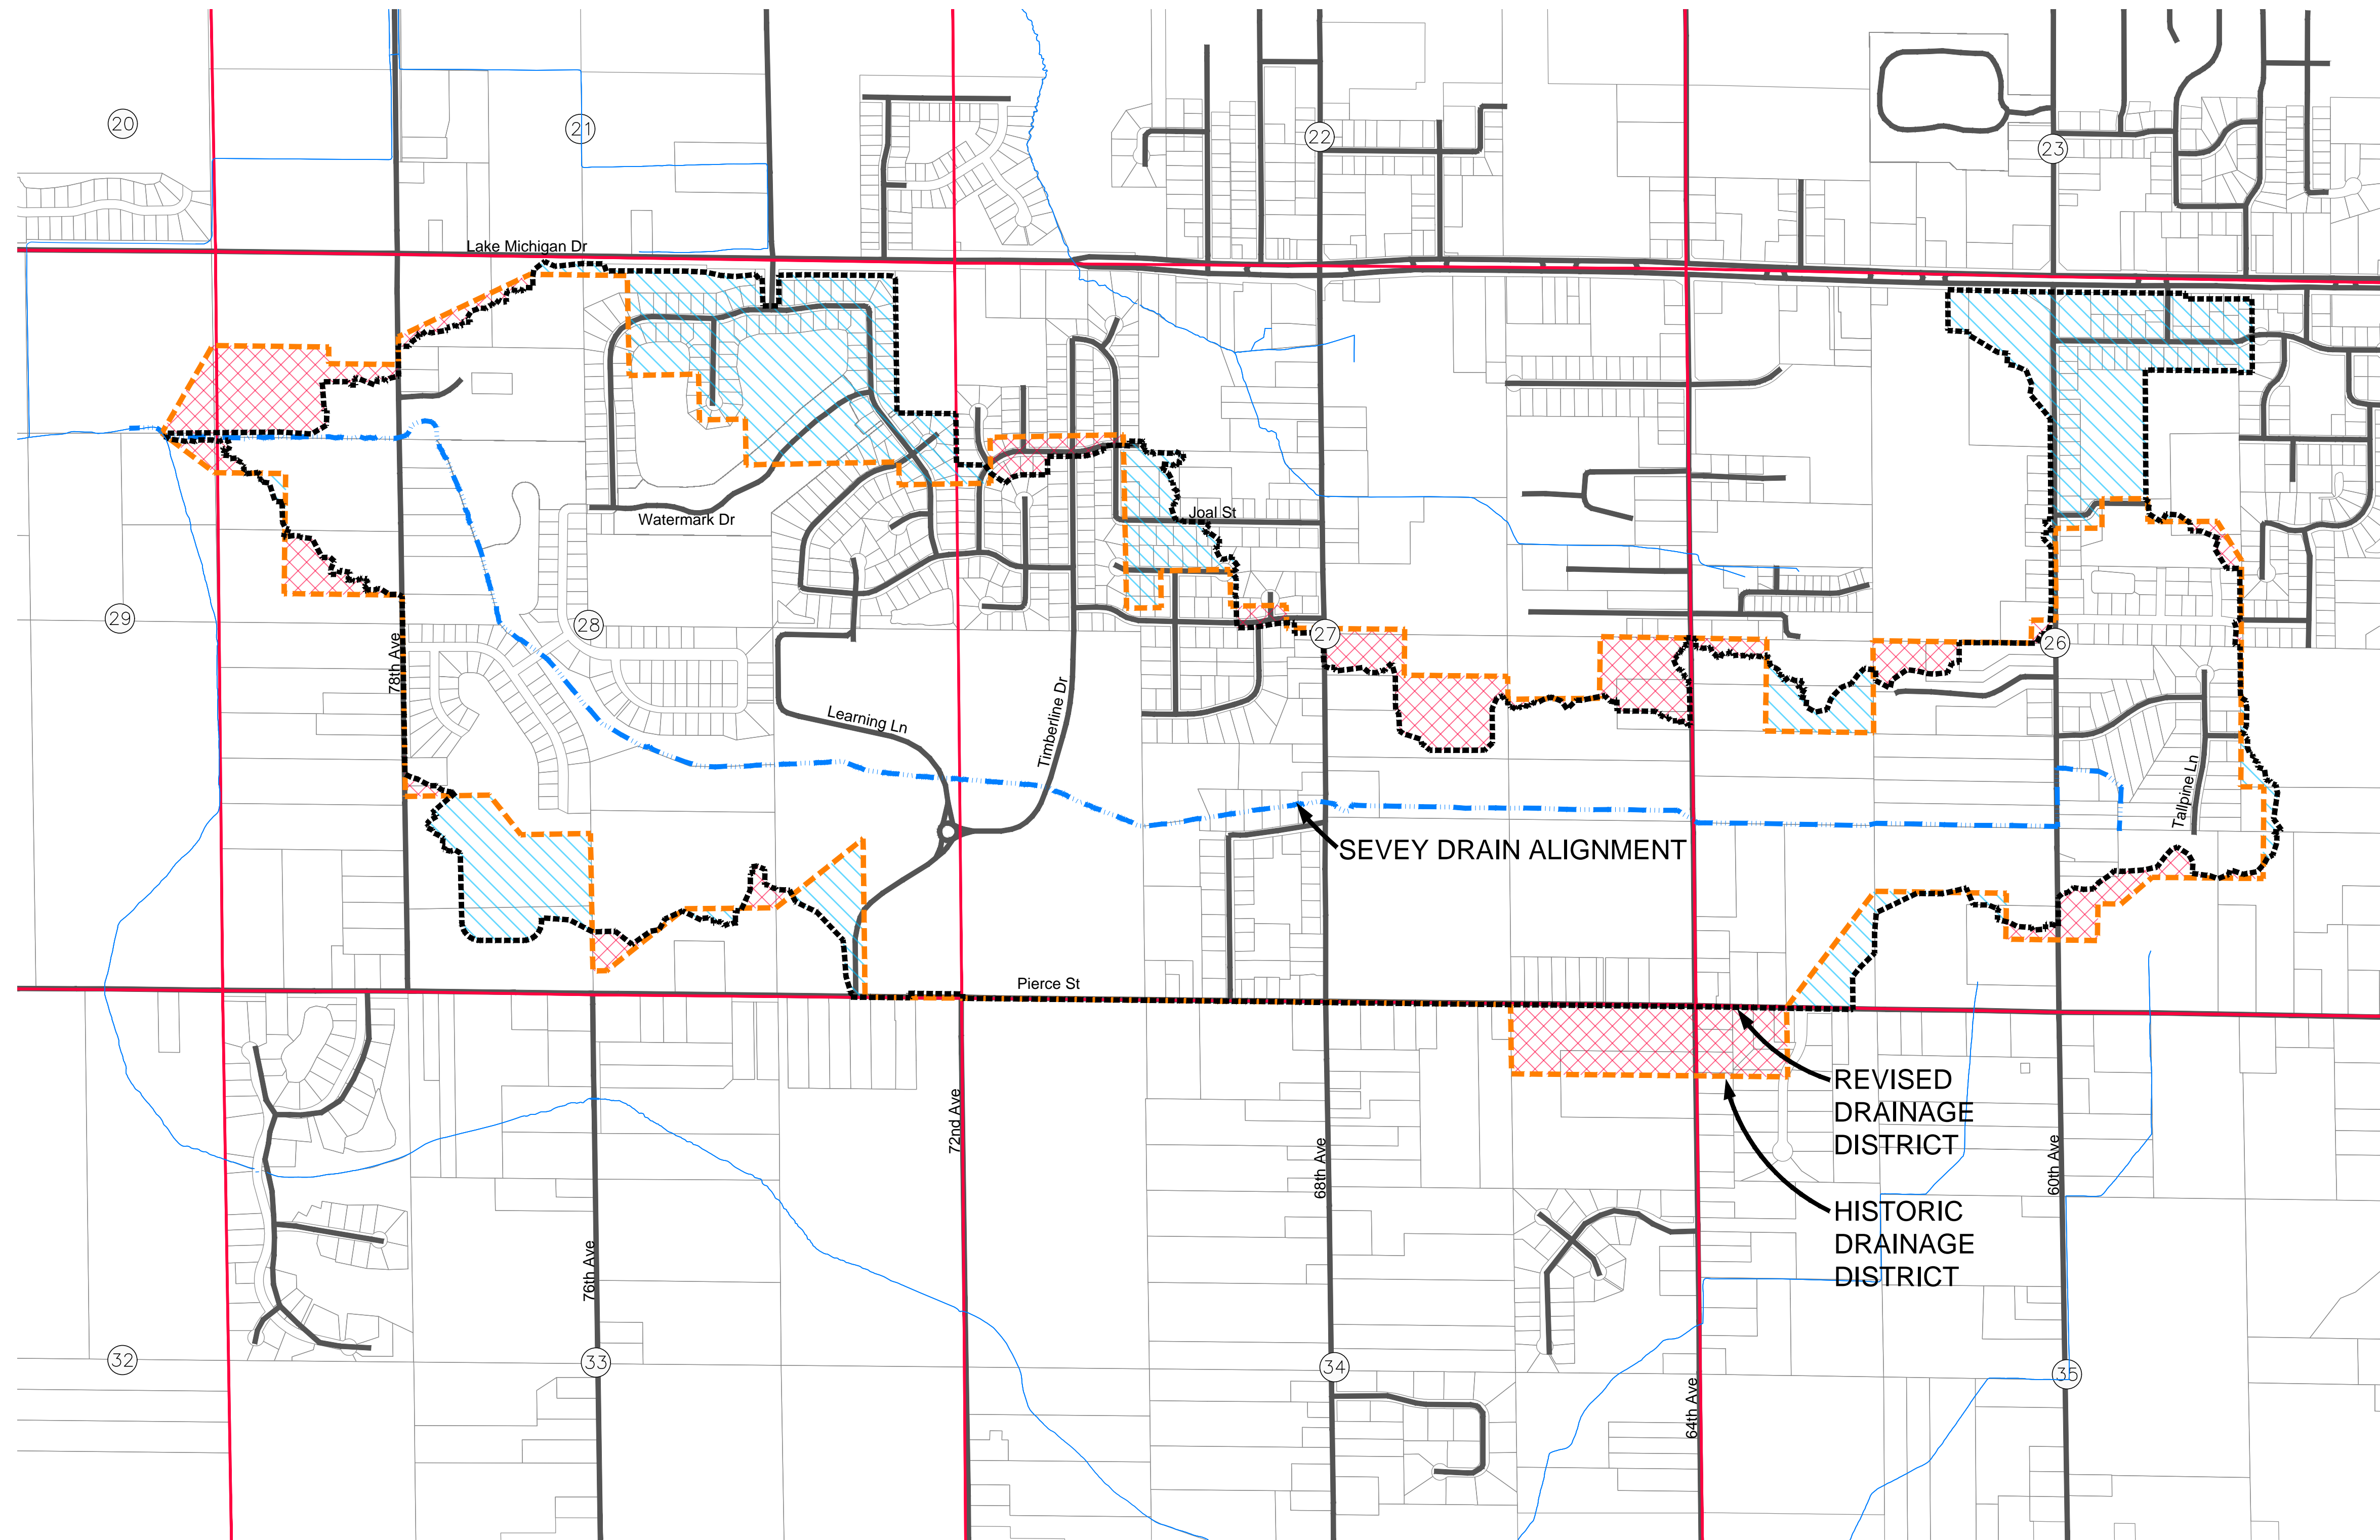 20
21
22
23
Lake Michigan Dr
Watermark Dr
Joal St
29
28
27
26
78th Ave
Learning Ln
Timberline Dr
Tallpine Ln
SEVEY DRAIN ALIGNMENT
Pierce St
REVISED
DRAINAGE
DISTRICT
72nd Ave
68th Ave
60th Ave
HISTORIC
DRAINAGE
DISTRICT
76th Ave
32
33
34
35
64th Ave